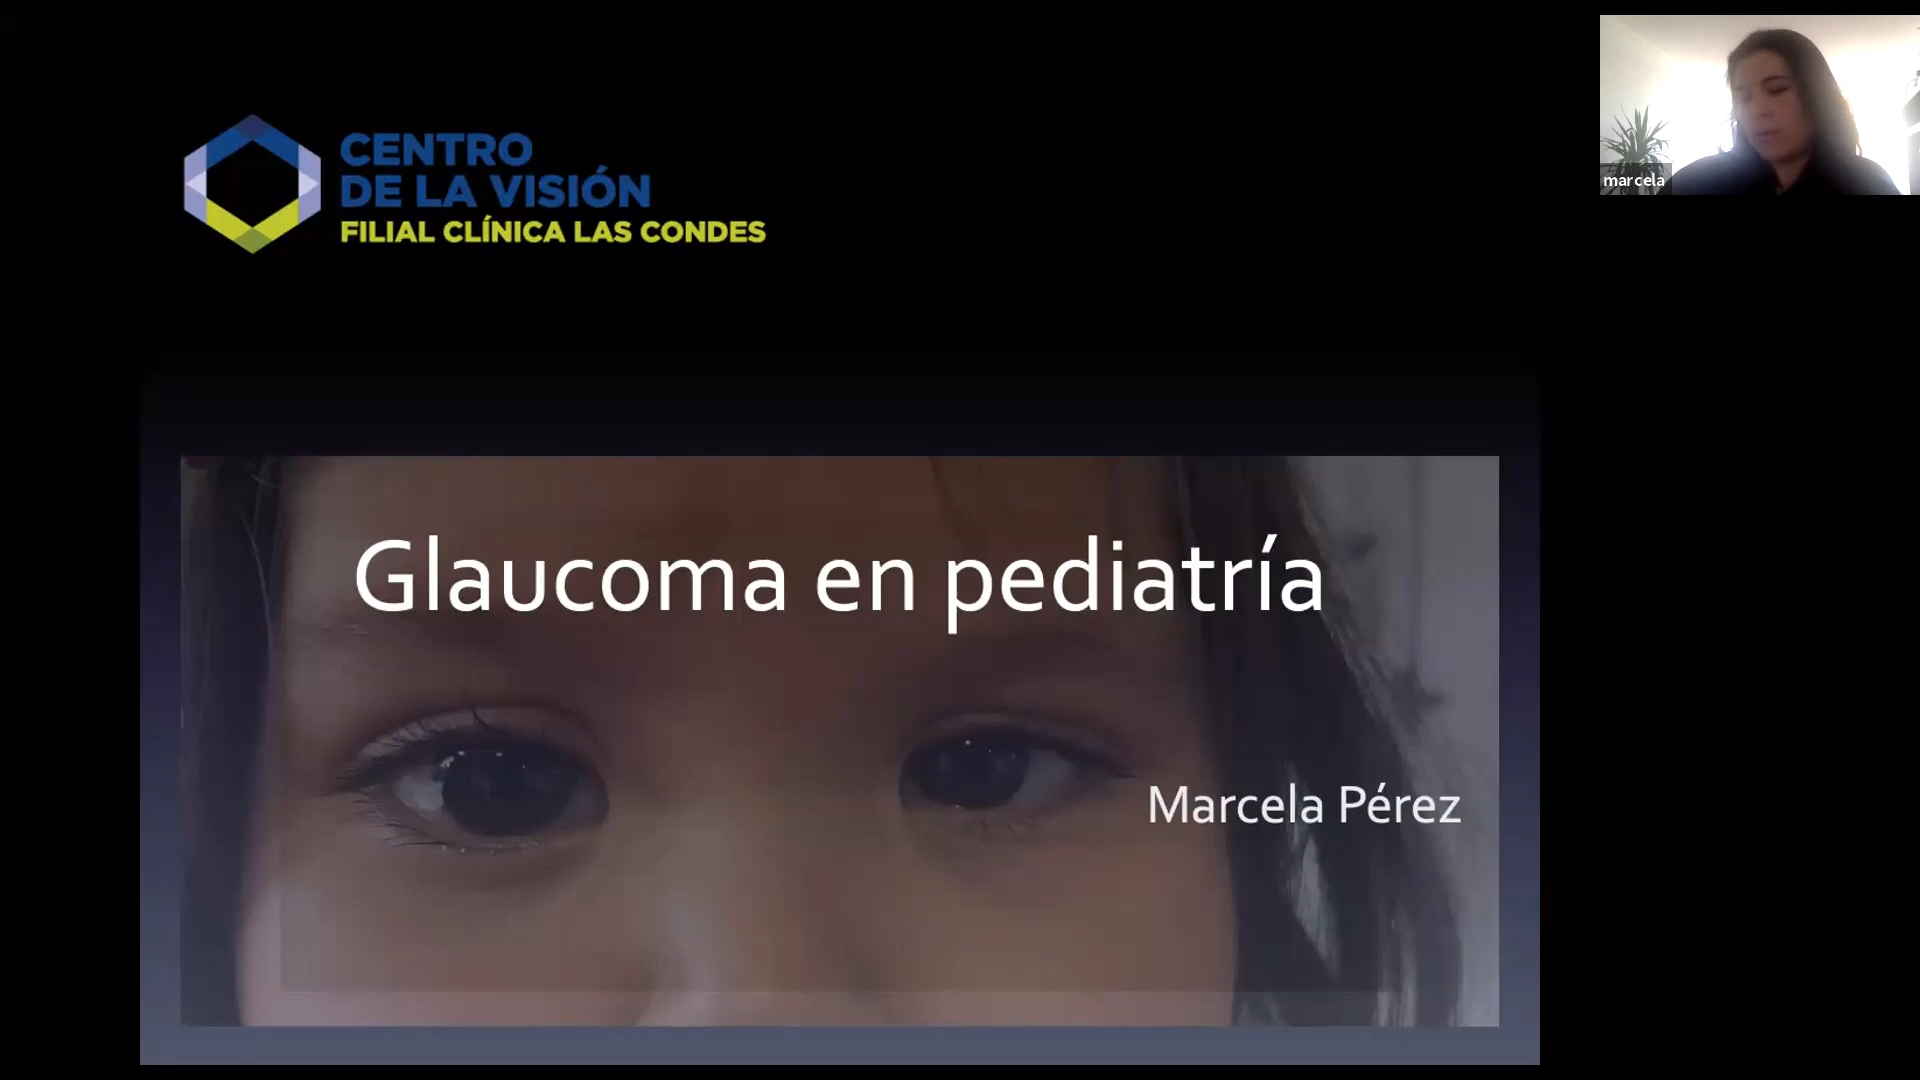 CENTRO
DE LA VISIÓN
FILIAL CLÍNICA LAS CONDES
marcela
Glaucoma en pediatría
Marcela Pérez